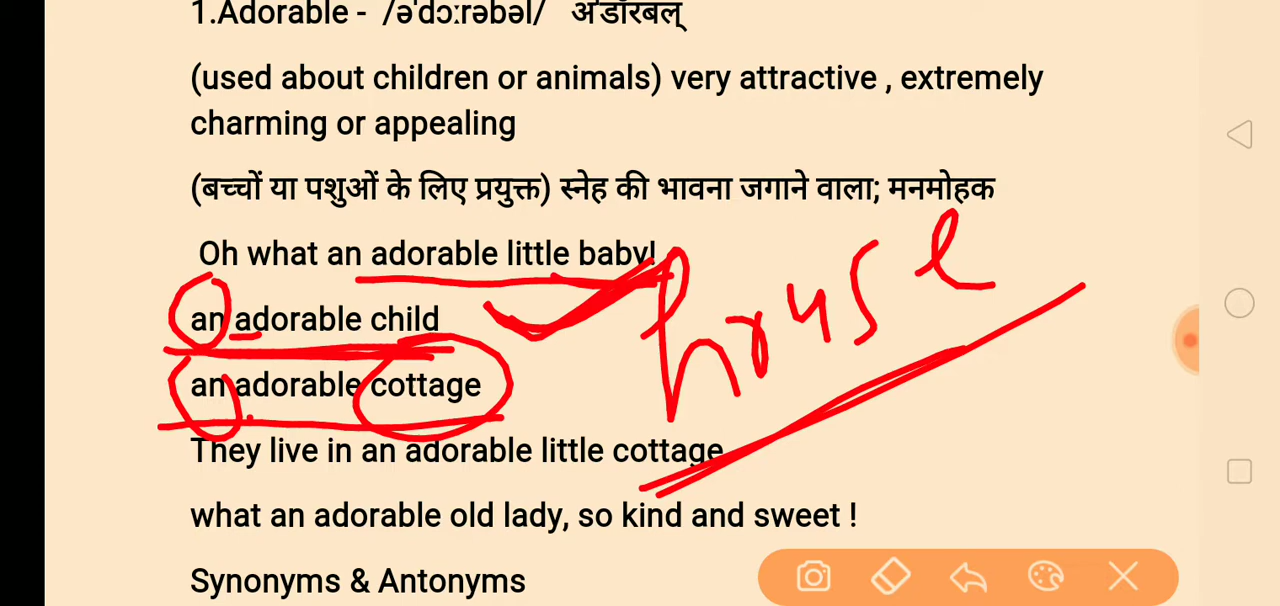 1.Adorable - /əˈdɔːrəbəl/ अ'डॉरबल्
(used about children or animals) very attractive , extremely
charming or appealing
(बच्चों या पशुओं के लिए प्रयुक्त) स्नेह की भावना जगाने वाला; मनमोहक
Oh what an adorable little baby!
an adorable child
house
an adorable cottage
They live in an adorable little cottage
what an adorable old lady, so kind and sweet !
Synonyms & Antonyms